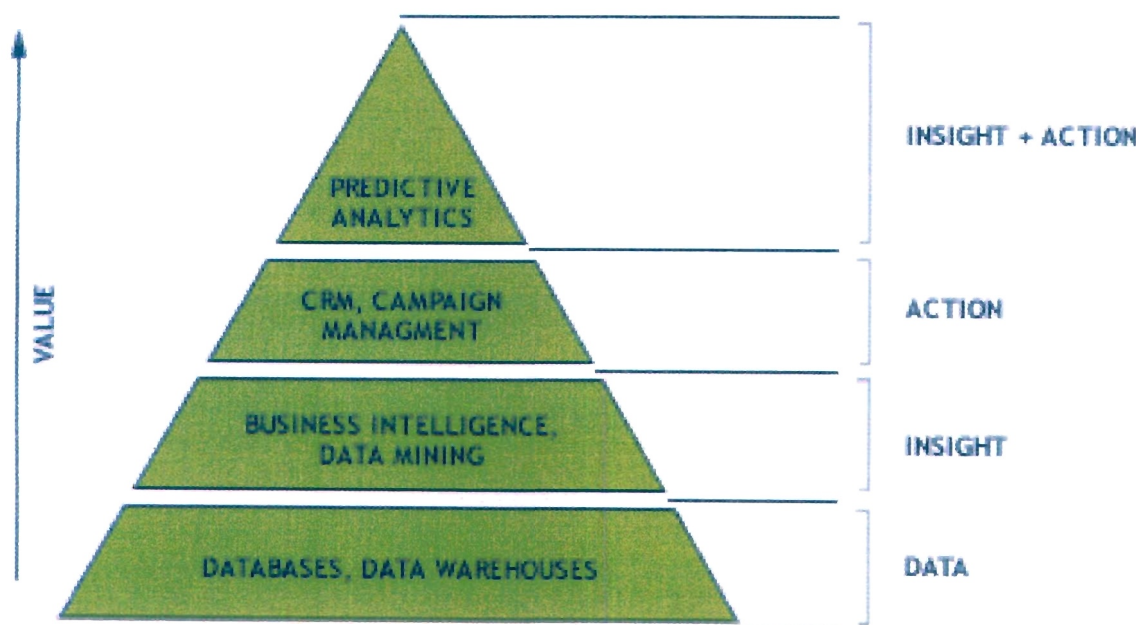 VALUE
PREDICTIVE
ANALYTICS
INSIGHT + ACTION
CRM, CAMPAIGN
MANAGMENT
ACTION
BUSINESS INTELLIGENCE,
DATA MINING
INSIGHT
DATABASES, DATA WAREHOUSES
DATA